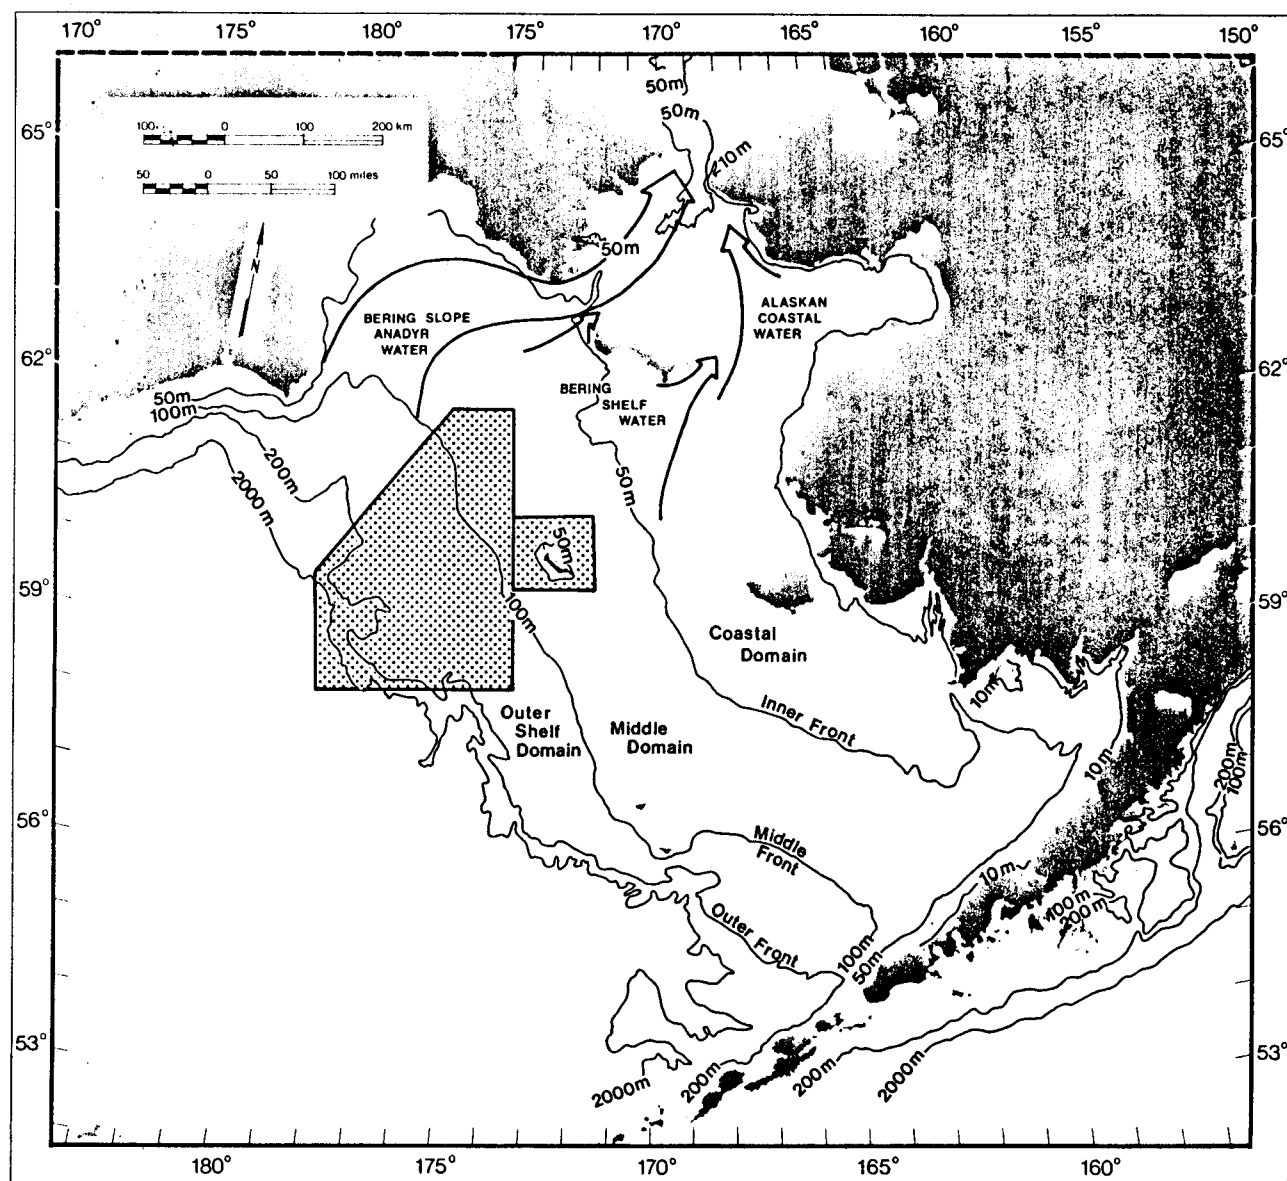 170° 175° 180° 175° 170° 165° 160° 155° 150°
50m
50m
65° 65°
100 0 100 200 km
<10m
50 0 50 100 miles
50m
N
BERING SLOPE
ANADYR
WATER
ALASKAN
COASTAL
WATER
62° 62°
BERING
SHELF
WATER
50m
100m
200m
2000m
50m
50m
59° 59°
100m
Coastal
Domain
10m
Inner Front
Outer
Shelf
Domain
Middle
Domain
10m
200m
100m
56° 56°
Middle
Front
10m
100m
200m
Outer Front
100m
50m
53° 53°
2000m
200m
200m
2000m
180° 175° 170° 165° 160°